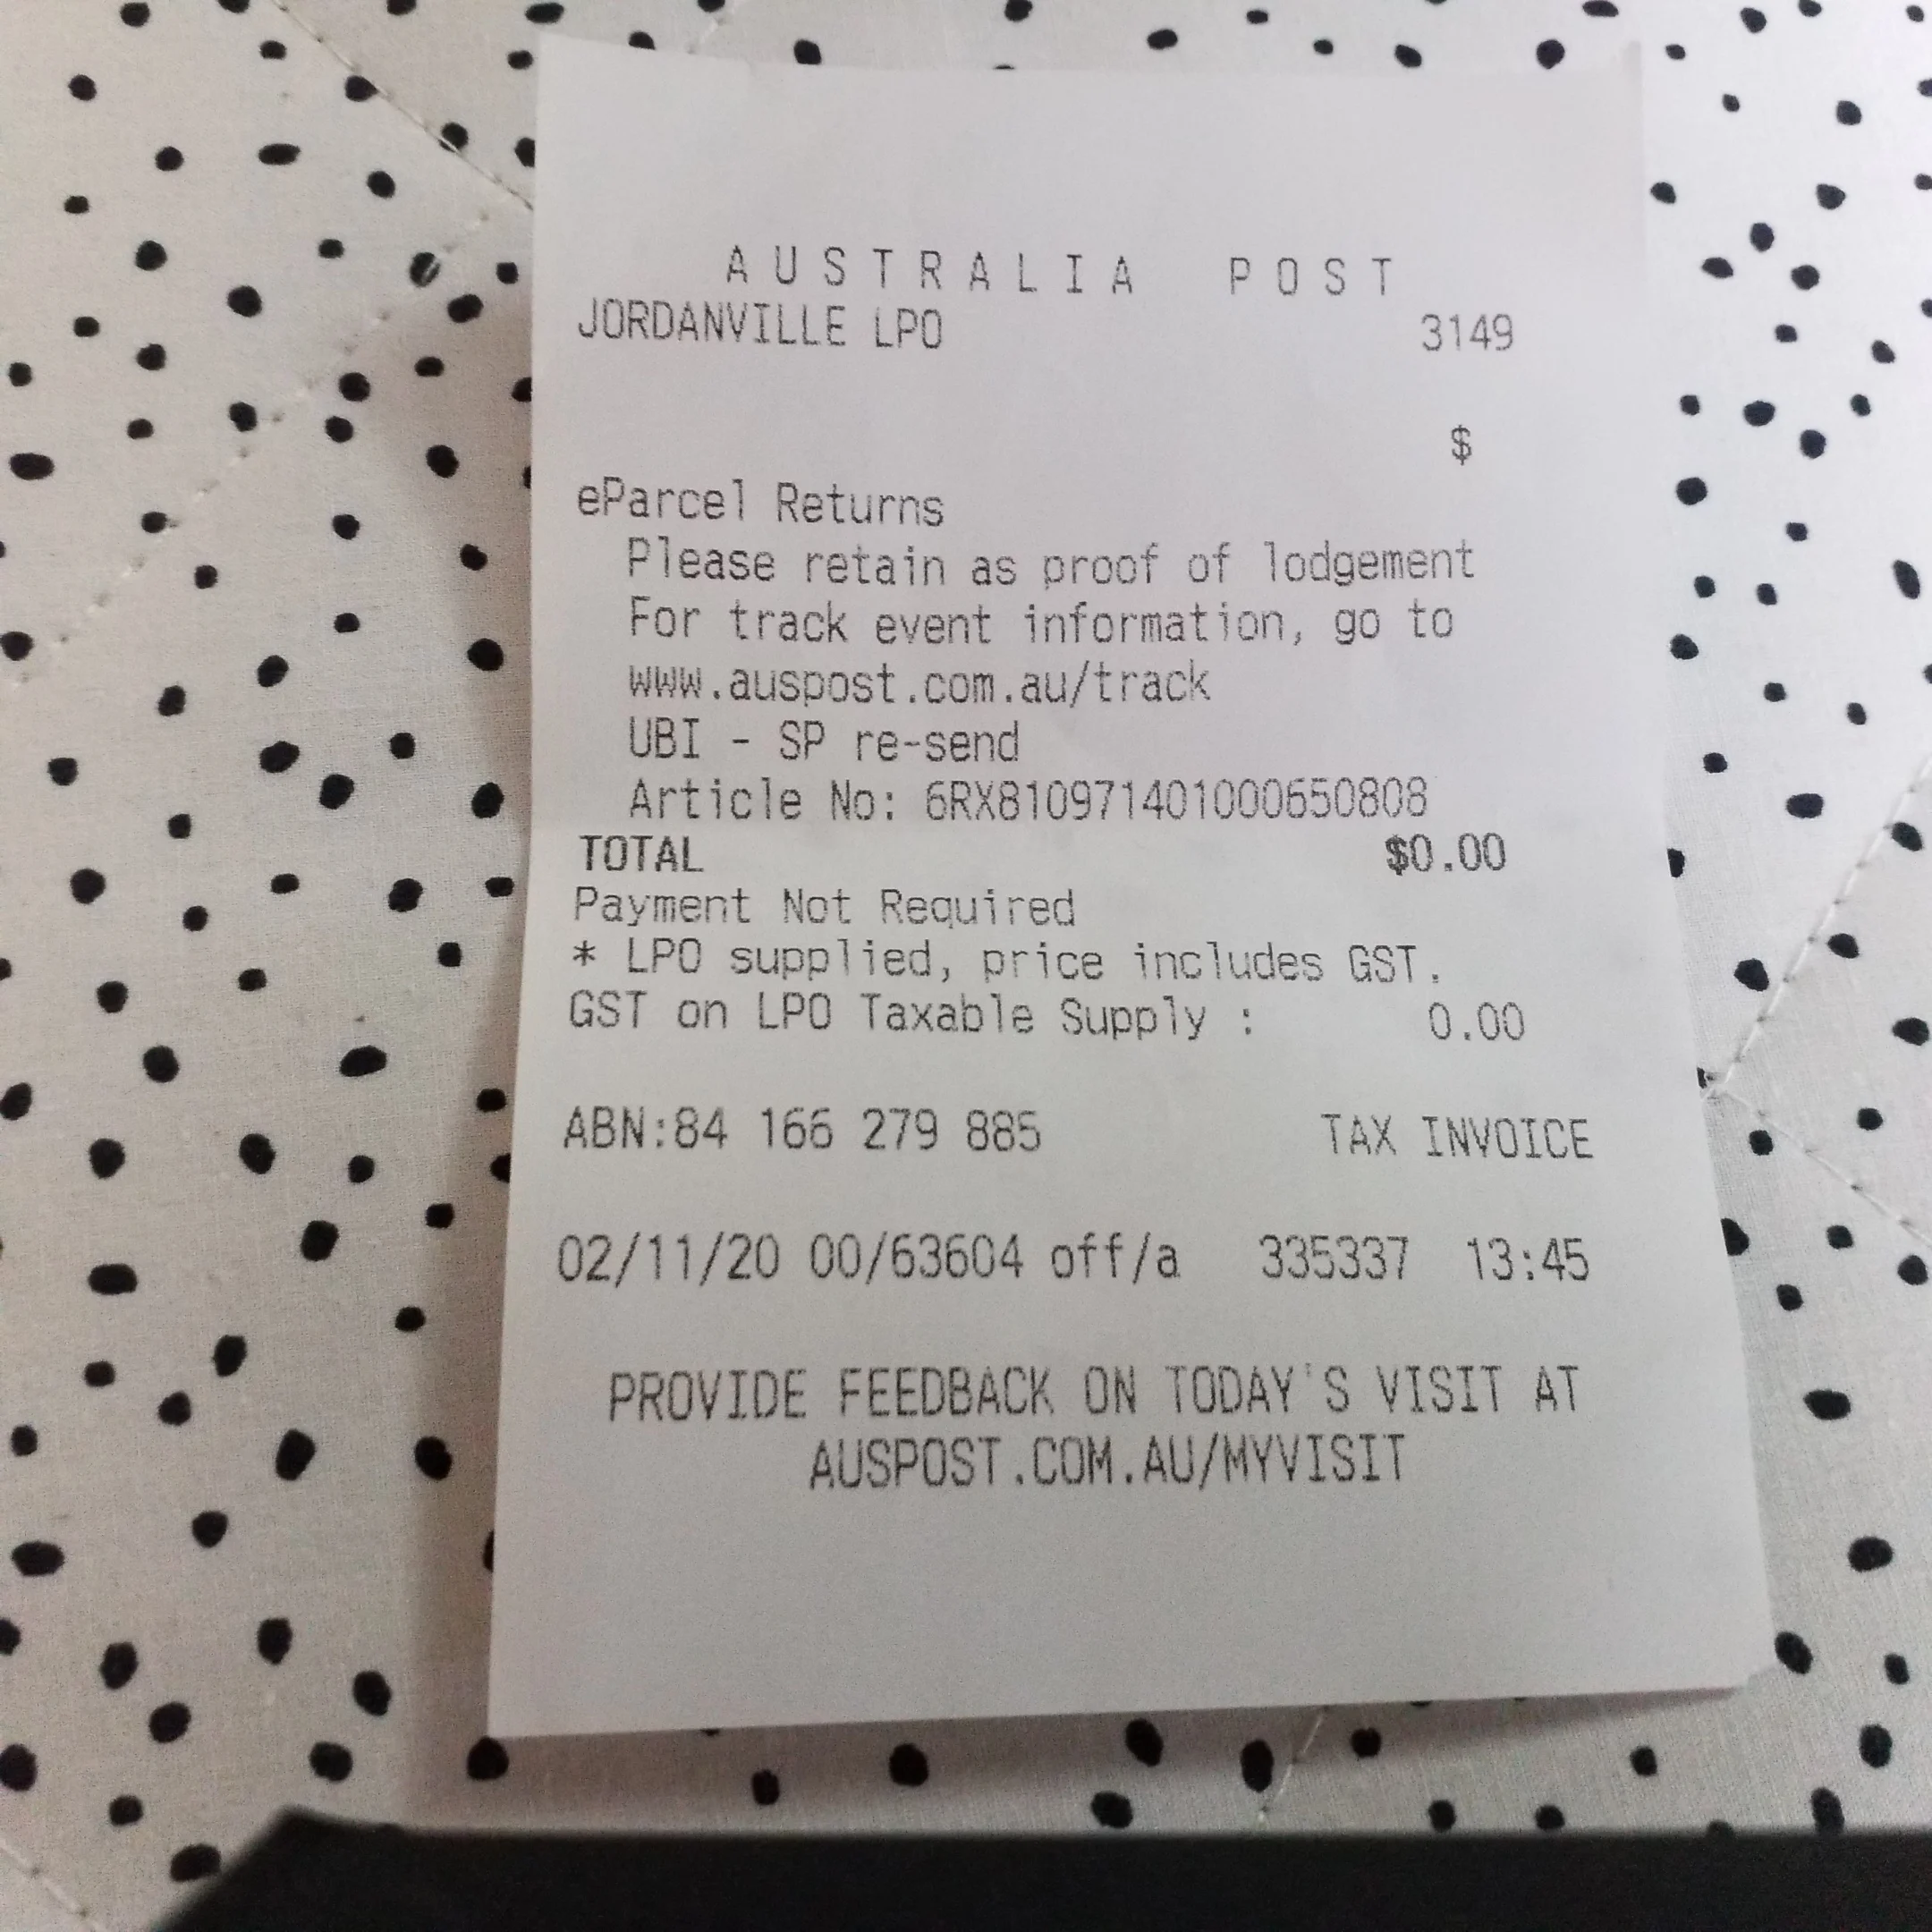 AUSTRALIA POST
JORDANVILLE LPO 3149
$
eParcel Returns
Please retain as proof of lodgement
For track event information, go to
www.auspost.com.au/track
UBI - SP re-send
Article No: 6RX810971401000650808
TOTAL $0.00
Payment Not Required
* LPO supplied, price includes GST.
GST on LPO Taxable Supply : 0.00
ABN:84 166 279 885 TAX INVOICE
02/11/20 00/63604 off/a 335337 13:45
PROVIDE FEEDBACK ON TODAY'S VISIT AT
AUSPOST.COM.AU/MYVISIT